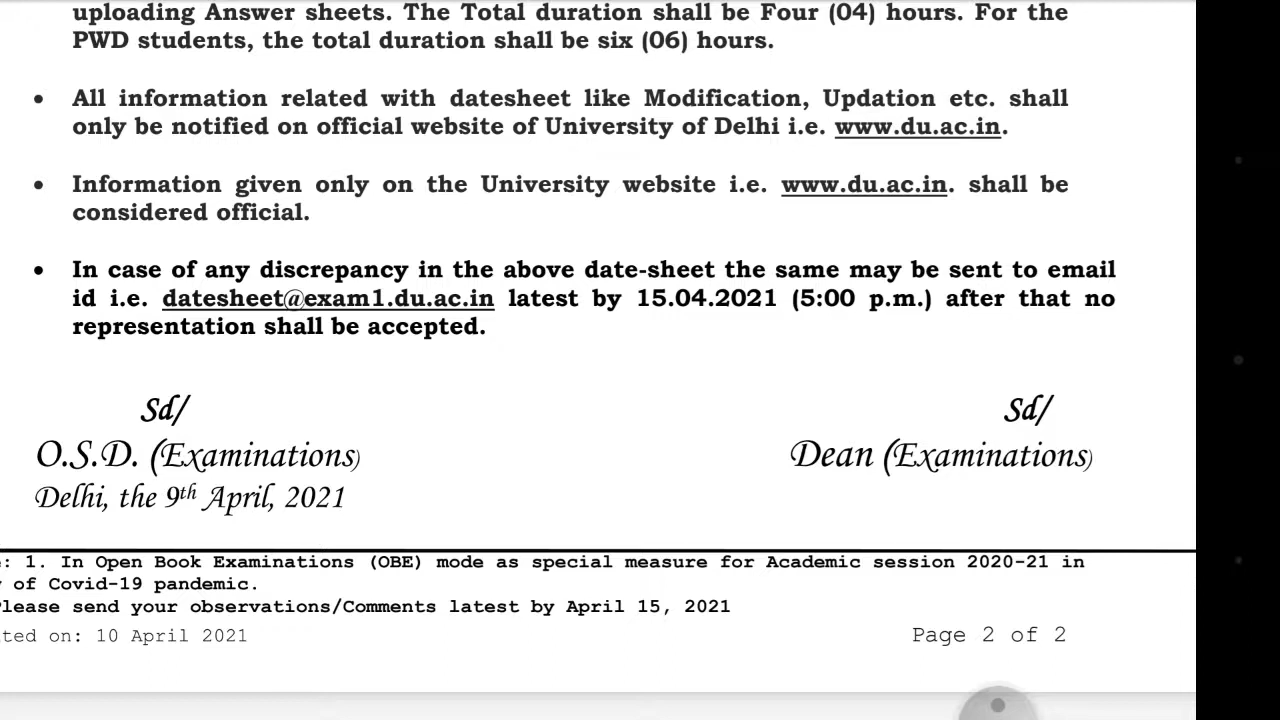 uploading Answer sheets. The Total duration shall be Four (04) hours. For the
PWD students, the total duration shall be six (06) hours.
• All information related with datesheet like Modification, Updation etc. shall
only be notified on official website of University of Delhi i.e. www.du.ac.in.
• Information given only on the University website i.e. www.du.ac.in. shall be
considered official.
• In case of any discrepancy in the above date-sheet the same may be sent to email
id i.e. datesheet@exam1.du.ac.in latest by 15.04.2021 (5:00 p.m.) after that no
representation shall be accepted.
Sd/ Sd/
O.S.D. (Examinations) Dean (Examinations)
Delhi, the 9th April, 2021
: 1. In Open Book Examinations (OBE) mode as special measure for Academic session 2020-21 in
of Covid-19 pandemic.
Please send your observations/Comments latest by April 15, 2021
on: 10 April 2021 Page 2 of 2